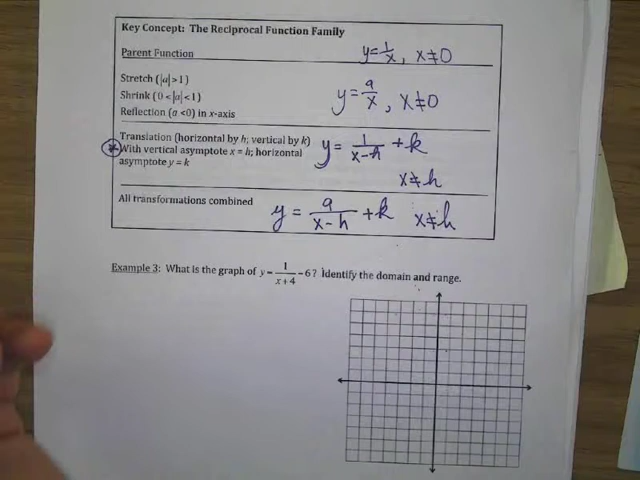 Key Concept: The Reciprocal Function Family
Parent Function y = 1/x, x ≠ 0
Stretch (|a| > 1)
Shrink (0 < |a| < 1) y = a/x, x ≠ 0
Reflection (a < 0) in x-axis
Translation (horizontal by h; vertical by k) y = 1/(x-h) + k
With vertical asymptote x = h; horizontal
asymptote y = k x ≠ h
All transformations combined y = a/(x-h) + k x ≠ h
Example 3: What is the graph of y = 1/(x+4) - 6? Identify the domain and range.